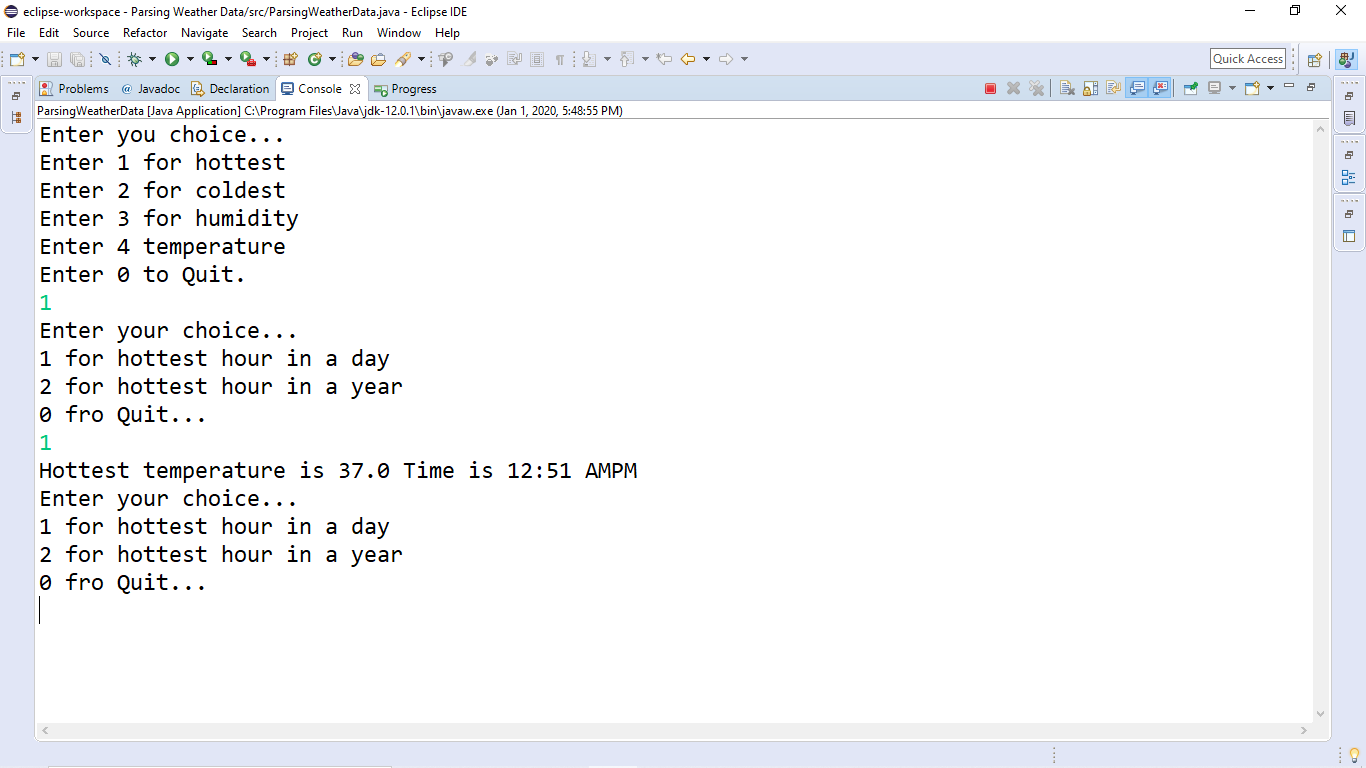 eclipse-workspace - Parsing Weather Data/src/ParsingWeatherData.java - Eclipse IDE
File Edit Source Refactor Navigate Search Project Run Window Help
Quick Access
Problems @ Javadoc Declaration Console Progress
ParsingWeatherData [Java Application] C:\Program Files\Java\jdk-12.0.1\bin\javaw.exe (Jan 1, 2020, 5:48:55 PM)
Enter you choice...
Enter 1 for hottest
Enter 2 for coldest
Enter 3 for humidity
Enter 4 temperature
Enter 0 to Quit.
1
Enter your choice...
1 for hottest hour in a day
2 for hottest hour in a year
0 fro Quit...
1
Hottest temperature is 37.0 Time is 12:51 AMPM
Enter your choice...
1 for hottest hour in a day
2 for hottest hour in a year
0 fro Quit...